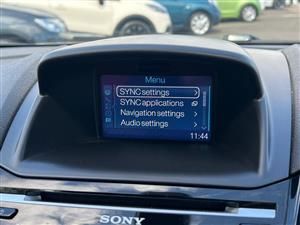 Menu
SYNC settings
SYNC applications
Navigation settings
Audio settings
11:44
SONY